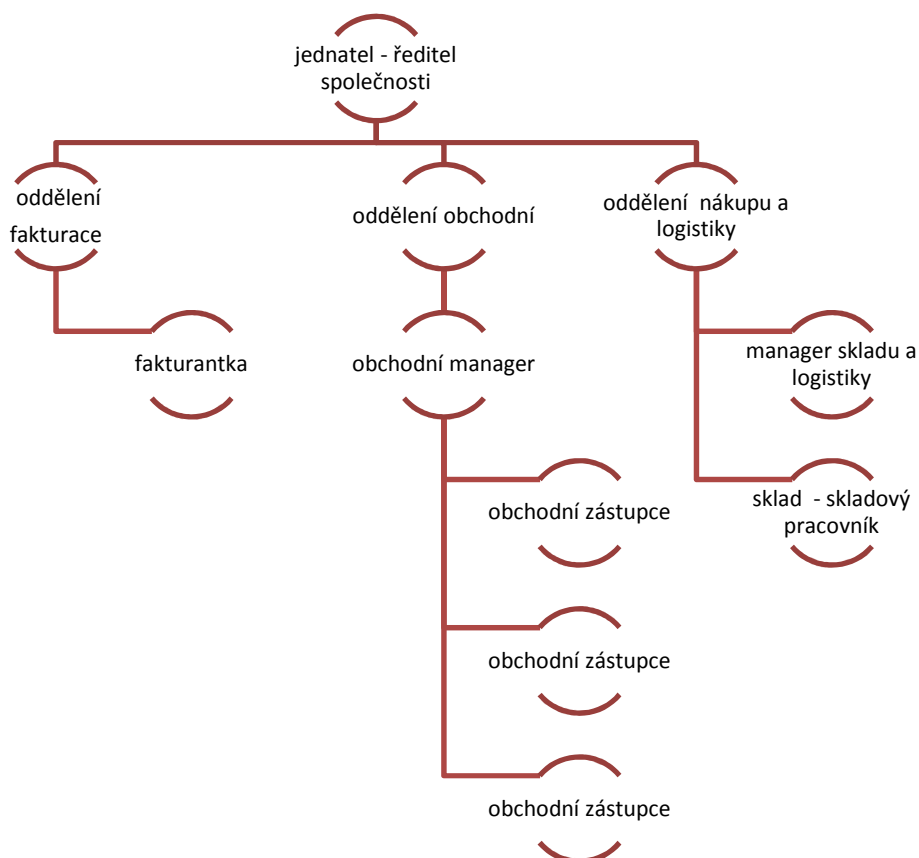 jednatel - ředitel
společnosti
oddělení
fakturace
oddělení obchodní
oddělení nákupu a
logistiky
fakturantka
obchodní manager
manager skladu a
logistiky
obchodní zástupce
sklad - skladový
pracovník
obchodní zástupce
obchodní zástupce